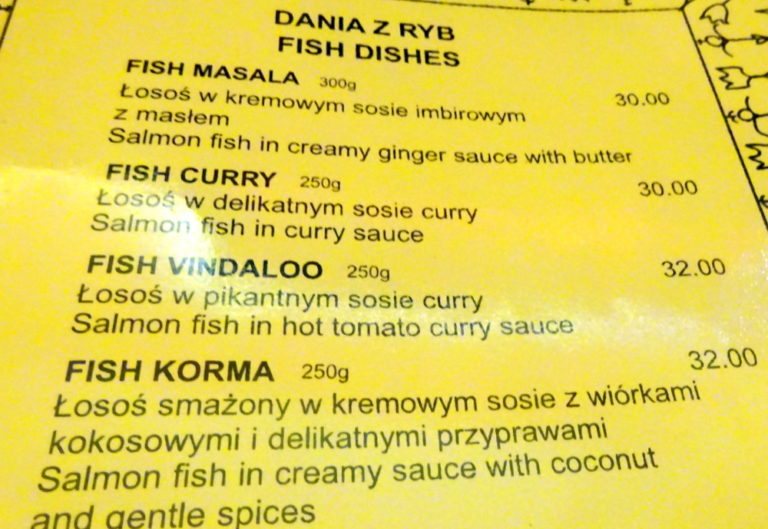 DANIA Z RYB
FISH DISHES
FISH MASALA 300g
Łosoś w kremowym sosie imbirowym 30.00
z masłem
Salmon fish in creamy ginger sauce with butter
FISH CURRY 250g 30.00
Łosoś w delikatnym sosie curry
Salmon fish in curry sauce
FISH VINDALOO 250g 32.00
Łosoś w pikantnym sosie curry
Salmon fish in hot tomato curry sauce
FISH KORMA 250g 32.00
Łosoś smażony w kremowym sosie z wiórkami
kokosowymi i delikatnymi przyprawami
Salmon fish in creamy sauce with coconut
and gentle spices